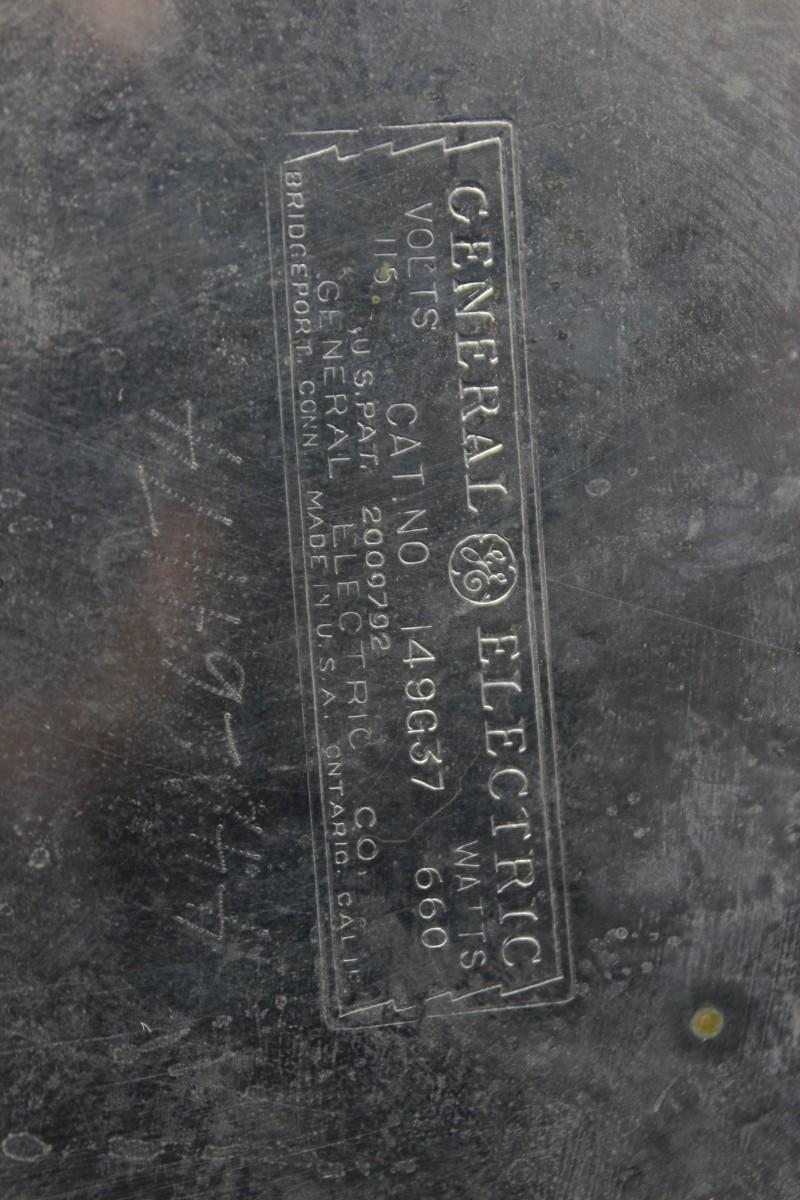 GENERAL GE ELECTRIC
VOLTS CAT. NO. 149G37 WATTS
115 660
U.S. PAT. 2009792
GENERAL ELECTRIC CO.
BRIDGEPORT, CONN. MADE IN U.S.A. ONTARIO, CALIF.